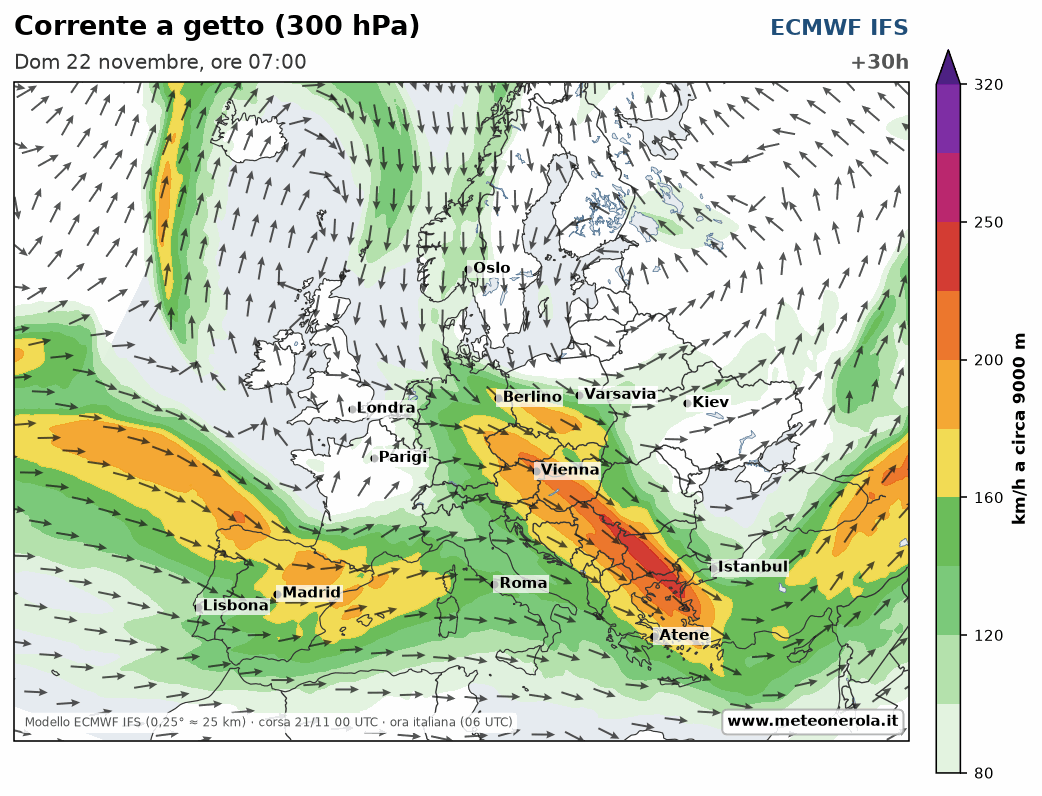 Corrente a getto (300 hPa)
ECMWF IFS
Dom 22 novembre, ore 07:00
+30h
320
250
200
160
120
80
km/h a circa 9000 m
Oslo
Berlino
Varsavia
Kiev
Londra
Parigi
Vienna
Istanbul
Roma
Madrid
Lisbona
Atene
Modello ECMWF IFS (0,25° ≈ 25 km) · corsa 21/11 00 UTC · ora italiana (06 UTC)
www.meteonerola.it